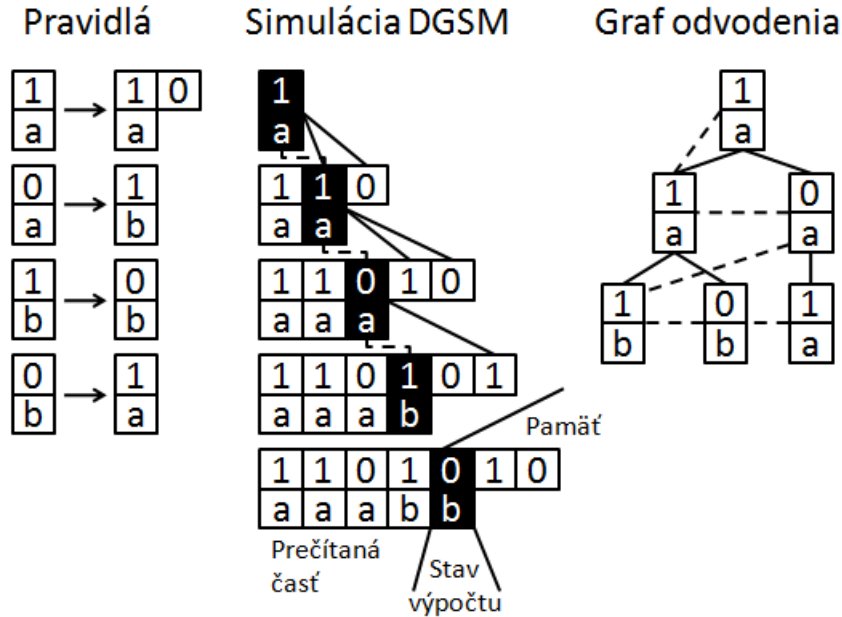 Pravidlá
1 → 1 0
a a
0 → 1
a b
1 → 0
b b
0 → 1
b a
Simulácia DGSM
1
a
1 1 0
a a
1 1 0 1 0
a a a
1 1 0 1 0 1
a a a b
1 1 0 1 0 1 0
a a a b b
Pamäť
Prečítaná
časť
Stav
výpočtu
Graf odvodenia
1
a
1 0
a a
1 0 1
b b a